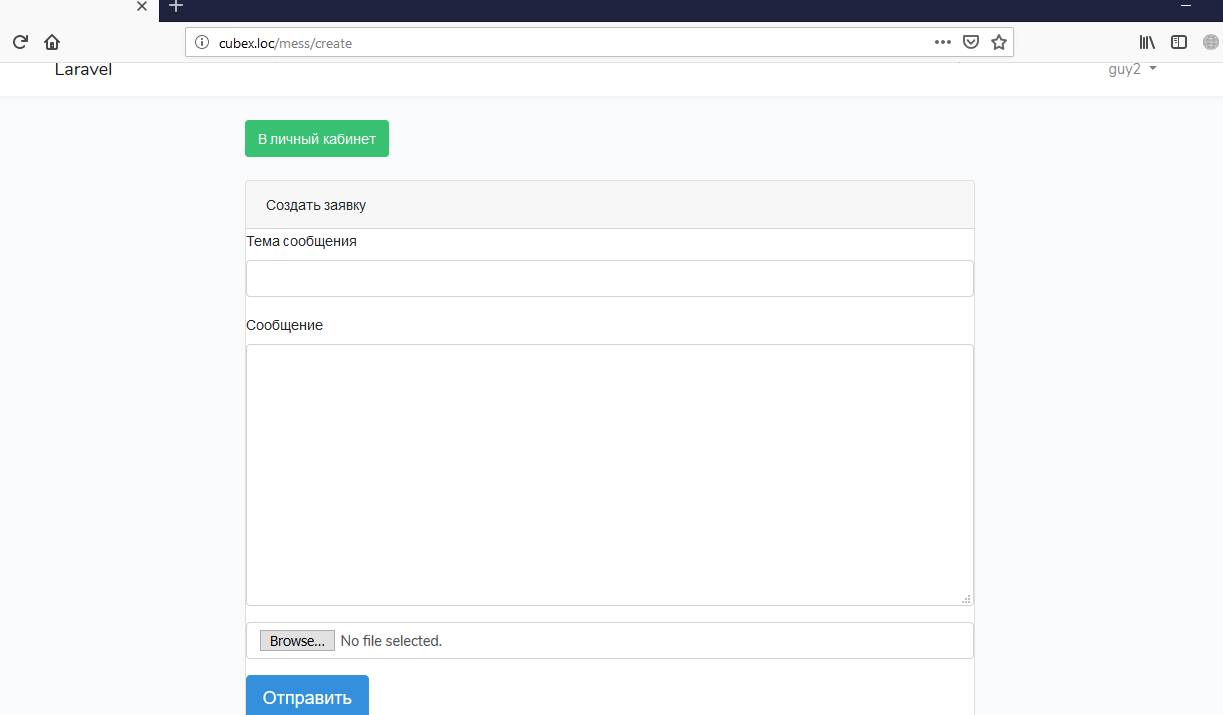 cubex.loc/mess/create
Laravel
guy2
В личный кабинет
Создать заявку
Тема сообщения
Сообщение
Browse... No file selected.
Отправить